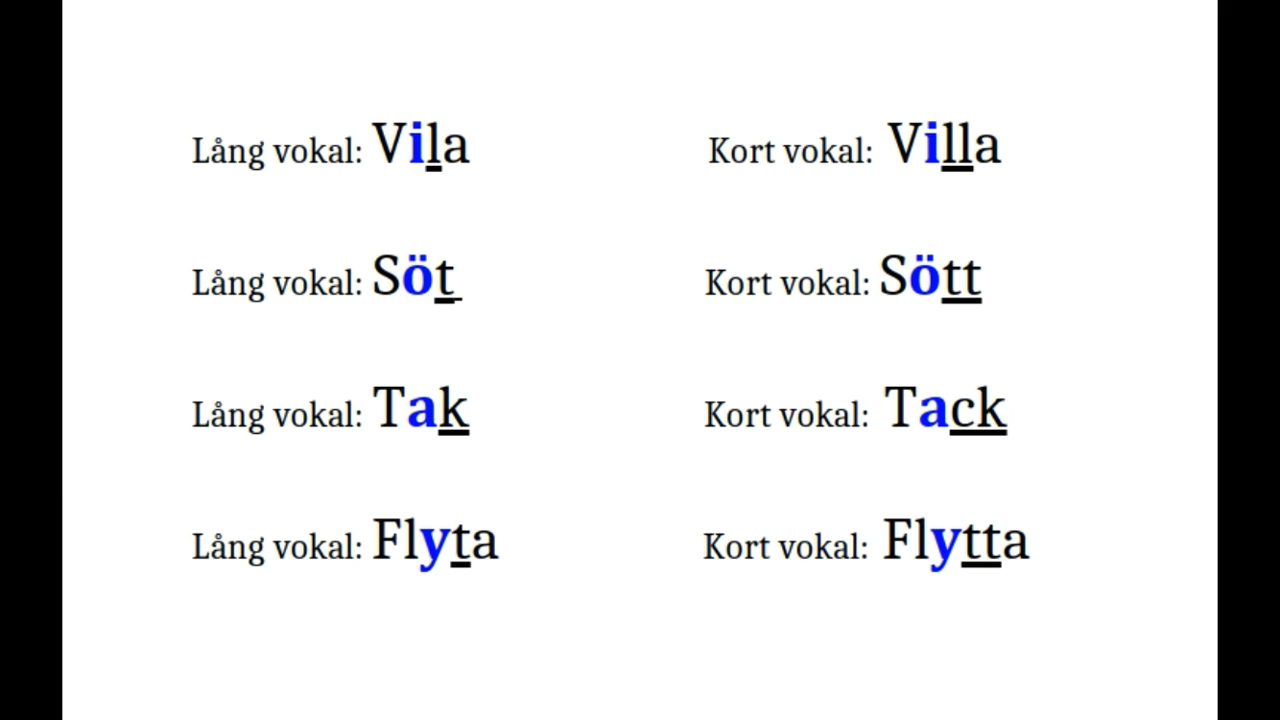 Lång vokal: Vila Kort vokal: Villa
Lång vokal: Söt Kort vokal: Sött
Lång vokal: Tak Kort vokal: Tack
Lång vokal: Flyta Kort vokal: Flytta